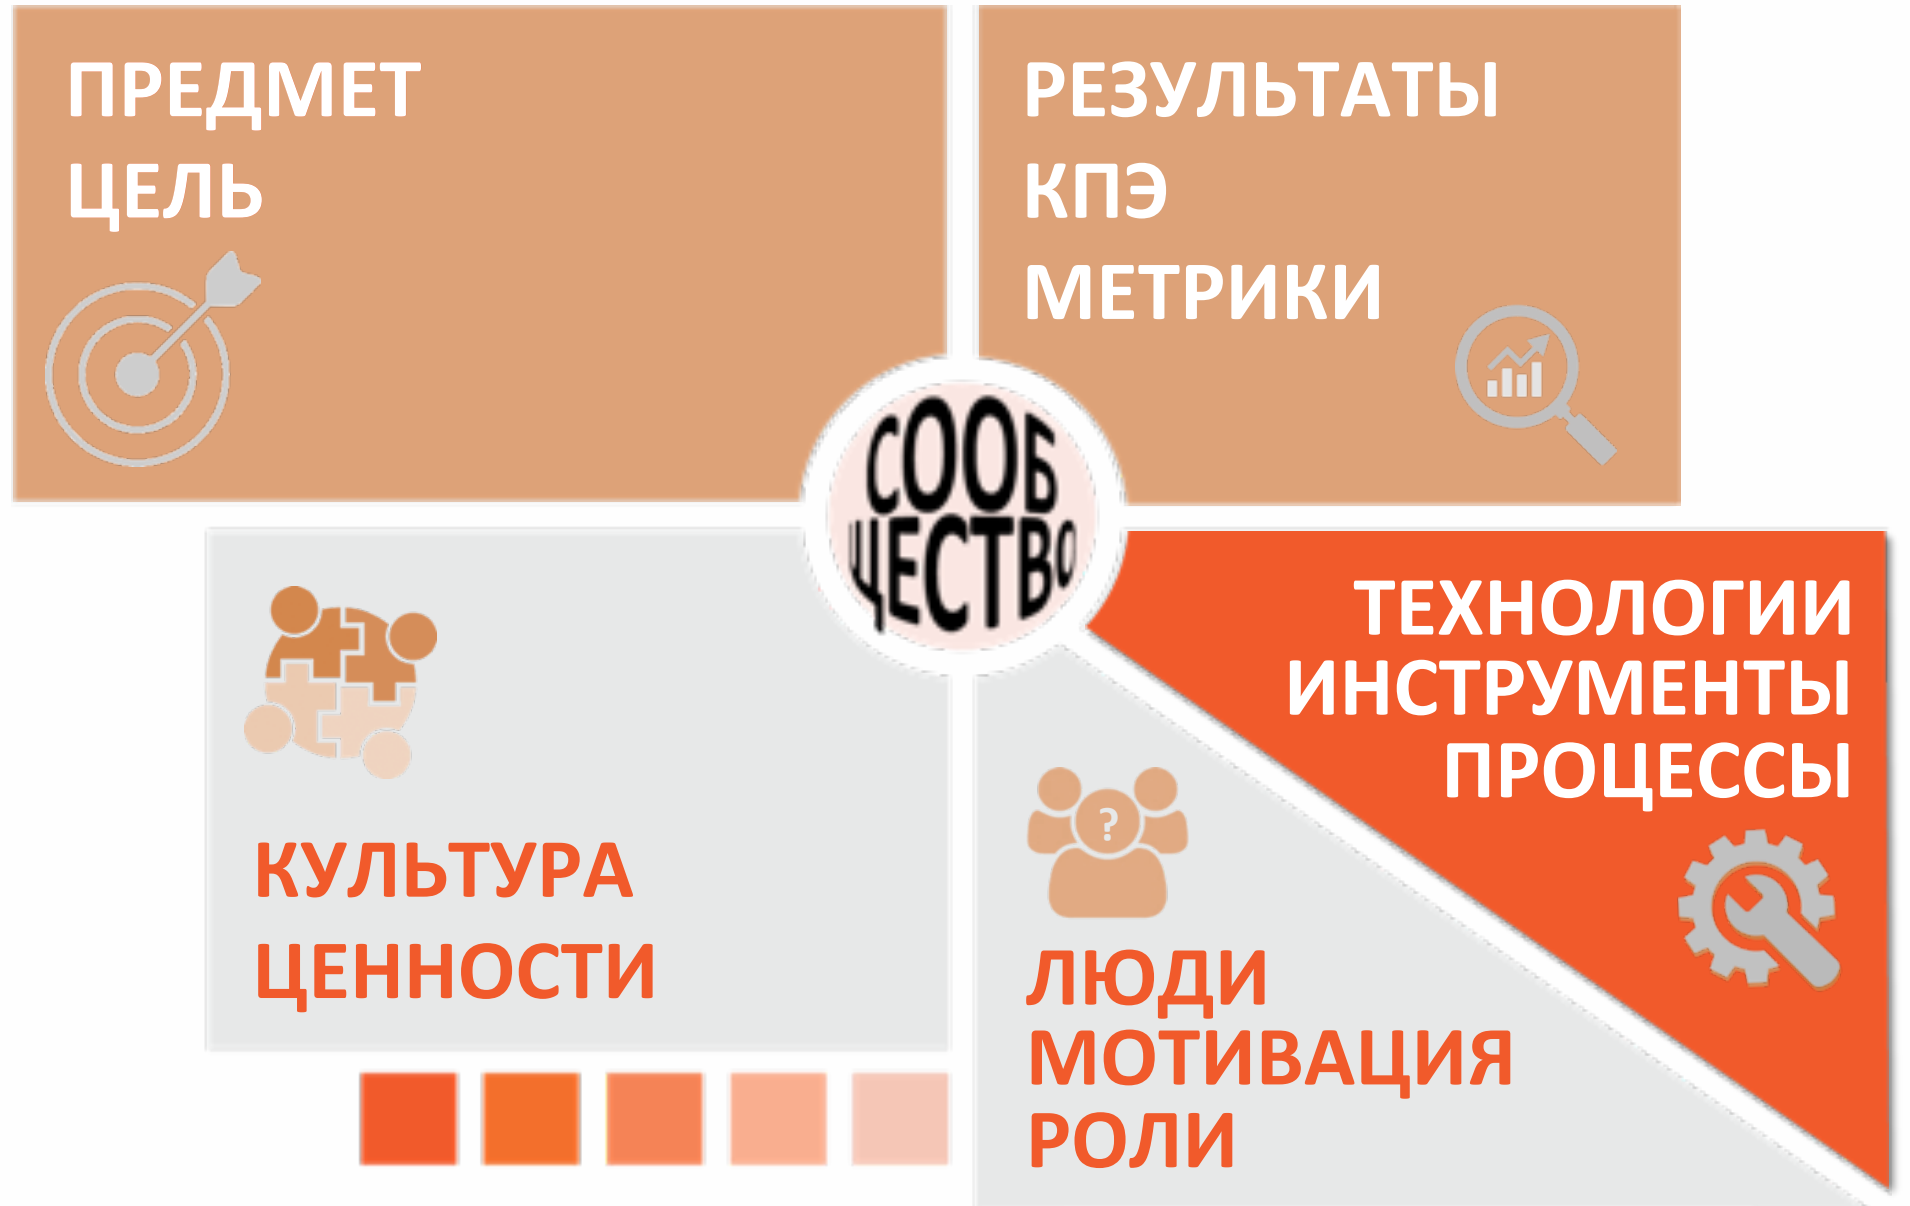 ПРЕДМЕТ
ЦЕЛЬ
РЕЗУЛЬТАТЫ
КПЭ
МЕТРИКИ
СООБ
ЩЕСТВО
ТЕХНОЛОГИИ
ИНСТРУМЕНТЫ
ПРОЦЕССЫ
КУЛЬТУРА
ЦЕННОСТИ
?
ЛЮДИ
МОТИВАЦИЯ
РОЛИ